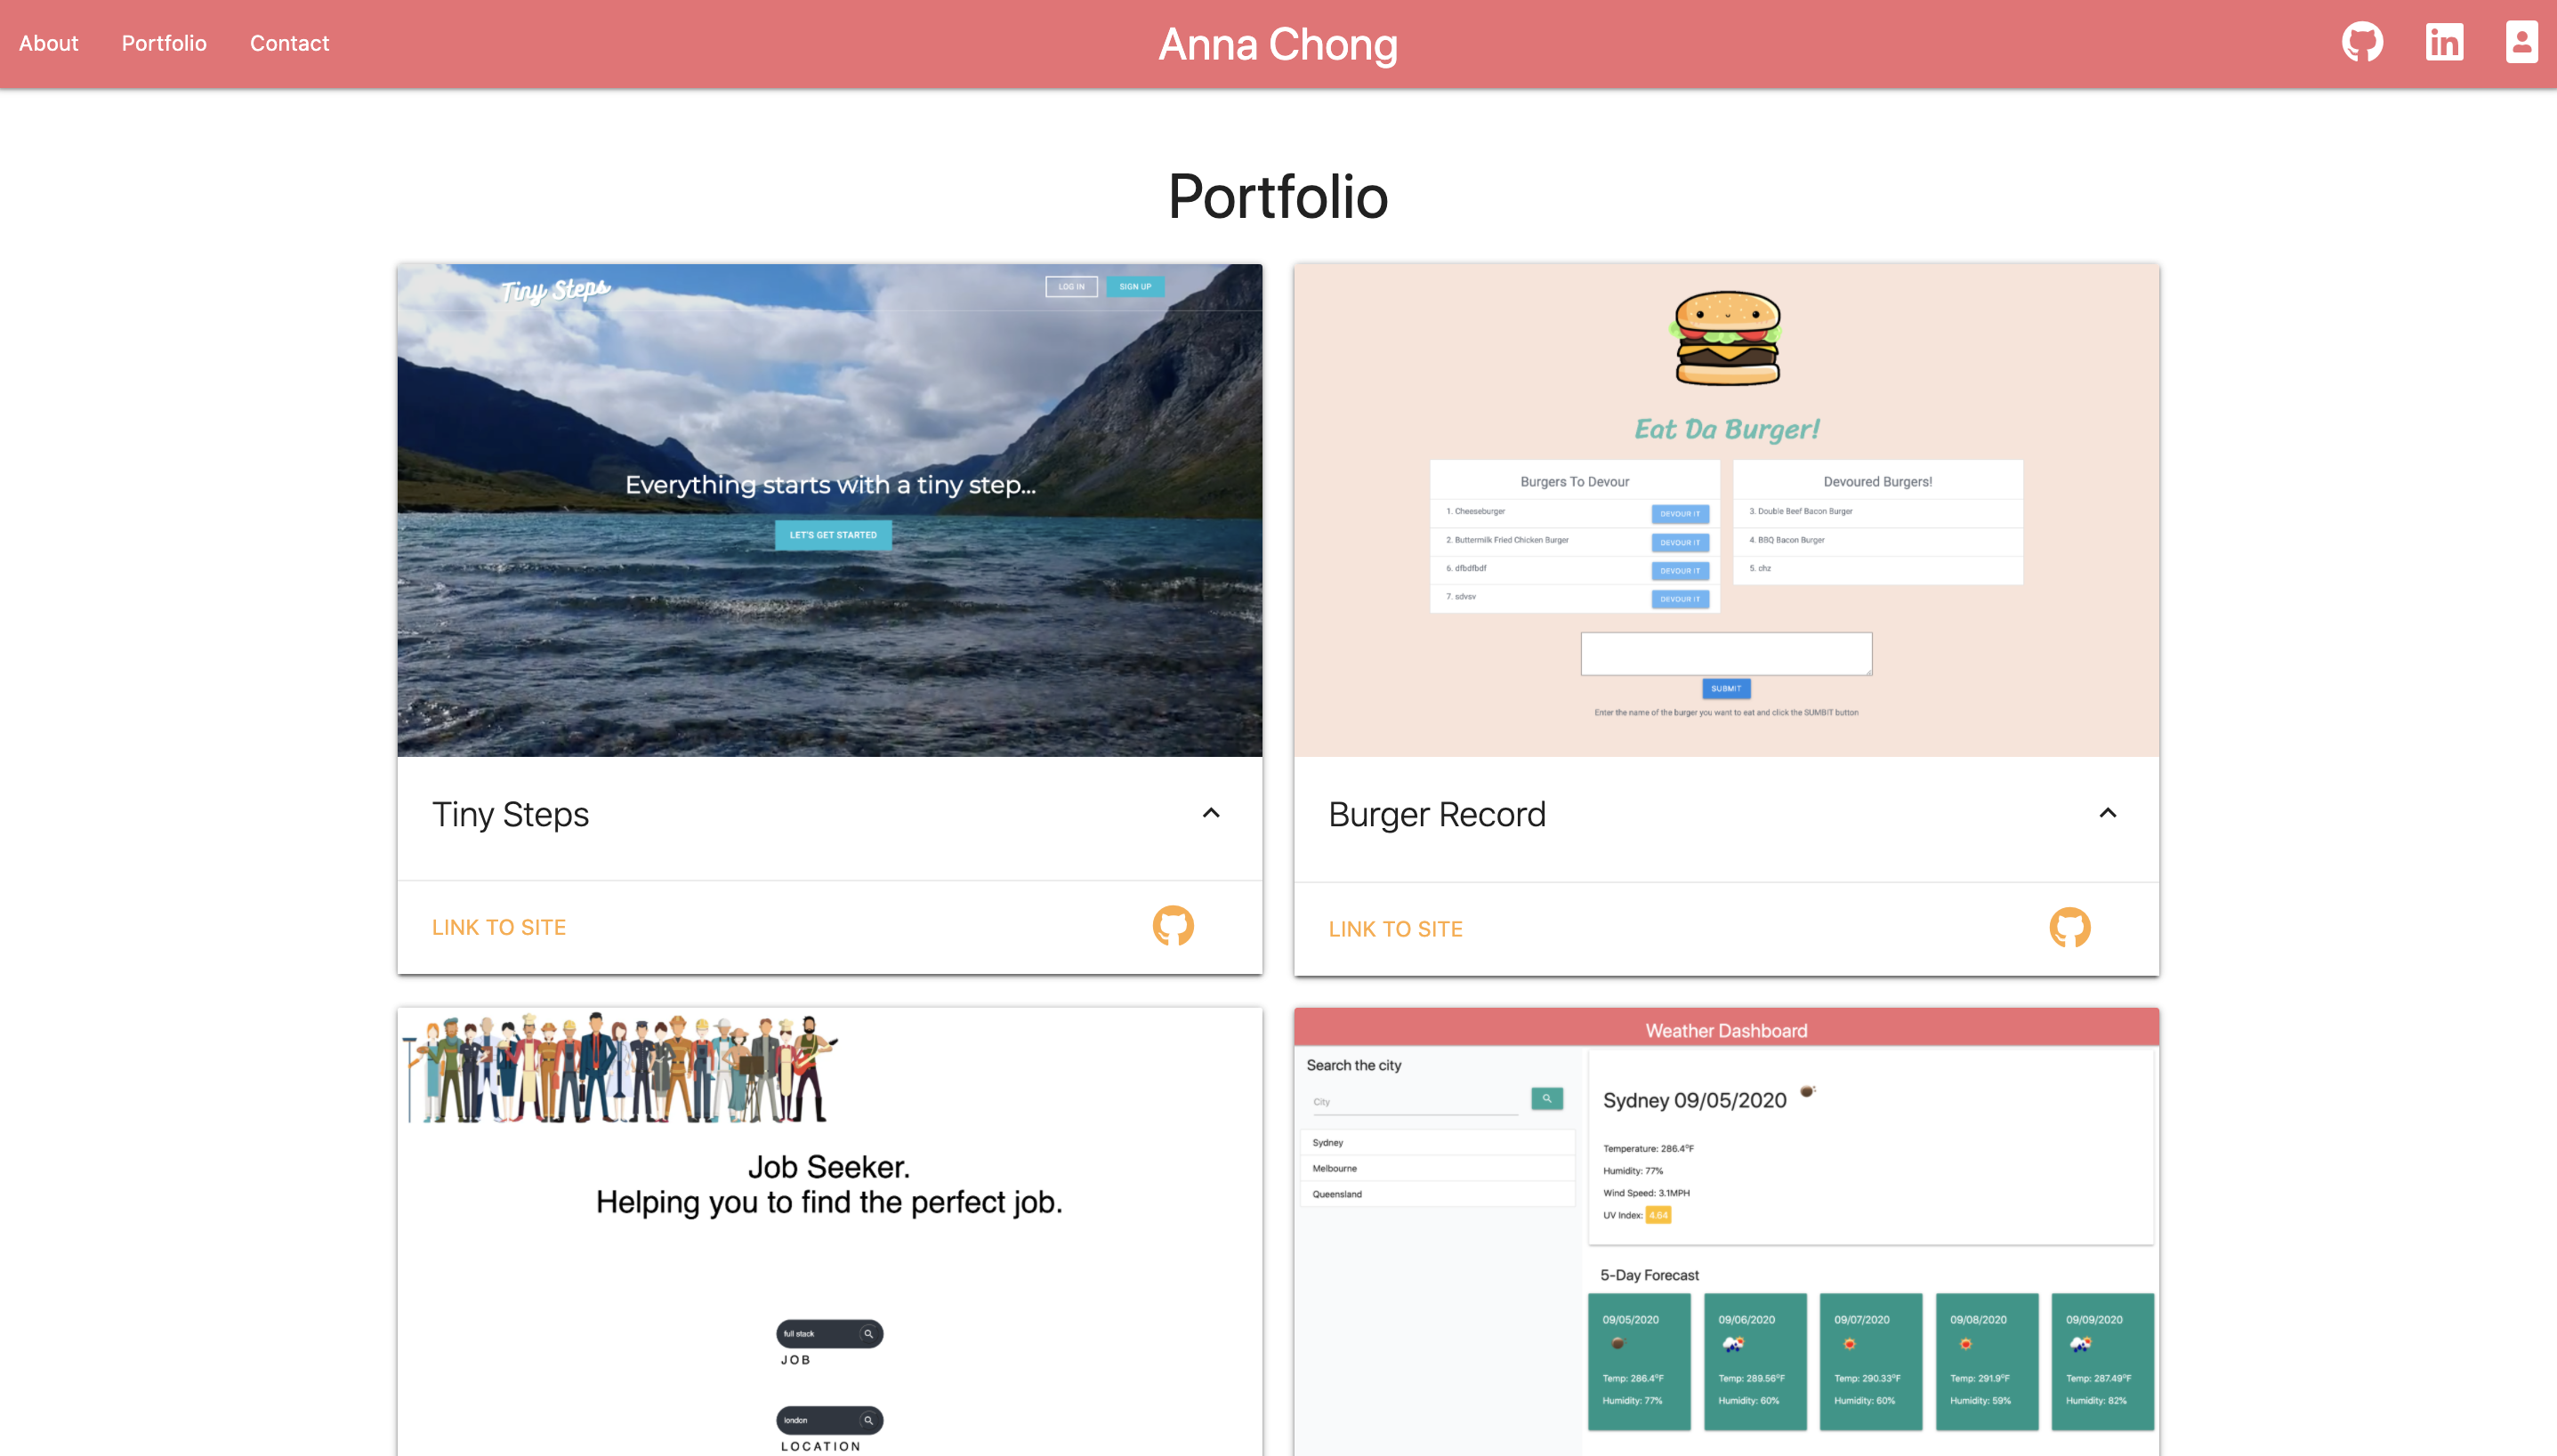 About Portfolio Contact
Anna Chong
Portfolio
Tiny Steps
LOG IN SIGN UP
Everything starts with a tiny step...
LET'S GET STARTED
Tiny Steps
LINK TO SITE
Eat Da Burger!
Burgers To Devour
1. Cheeseburger DEVOUR IT
2. Buttermilk Fried Chicken Burger DEVOUR IT
6. dfbdfbdf DEVOUR IT
7. sdvsv DEVOUR IT
Devoured Burgers!
3. Double Beef Bacon Burger
4. BBQ Bacon Burger
5. chz
SUBMIT
Enter the name of the burger you want to eat and click the SUMBIT button
Burger Record
LINK TO SITE
Job Seeker.
Helping you to find the perfect job.
full stack
JOB
london
LOCATION
Weather Dashboard
Search the city
City
Sydney
Melbourne
Queensland
Sydney 09/05/2020
Temperature: 286.4°F
Humidity: 77%
Wind Speed: 3.1MPH
UV Index: 4.64
5-Day Forecast
09/05/2020
Temp: 286.4°F
Humidity: 77%
09/06/2020
Temp: 289.56°F
Humidity: 60%
09/07/2020
Temp: 290.33°F
Humidity: 60%
09/08/2020
Temp: 291.9°F
Humidity: 59%
09/09/2020
Temp: 287.49°F
Humidity: 82%